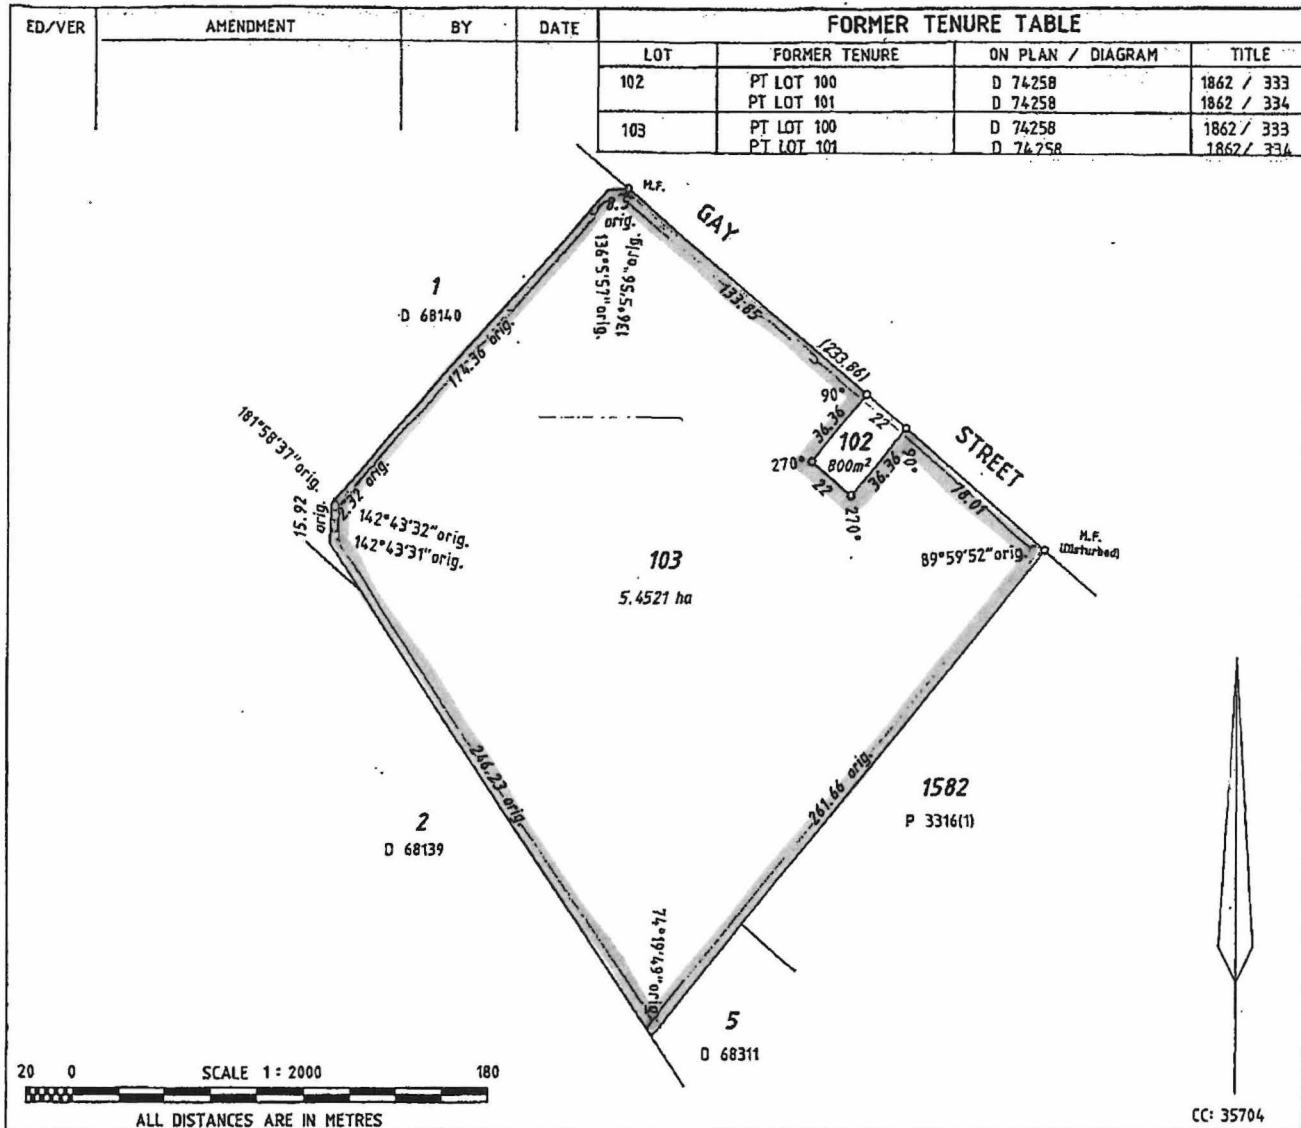 ED/VER AMENDMENT BY DATE FORMER TENURE TABLE
LOT FORMER TENURE ON PLAN / DIAGRAM TITLE
102 PT LOT 100 D 74258 1862 / 333
PT LOT 101 D 74258 1862 / 334
103 PT LOT 100 D 74258 1862 / 333
PT LOT 101 D 74258 1862 / 334
M.F.
8.5
orig.
GAY
136°5'56" orig.
136°5'57" orig.
1
D 68140
133.85
174.36 orig.
(233.86)
90°
22
36.36
102
800m²
STREET
270°
22
36.36
90°
270°
78.01
181°58'37" orig.
2.32 orig.
15.92
orig.
142°43'32" orig.
142°43'31" orig.
M.F.
(Disturbed)
89°59'52" orig.
103
5.4521 ha
246.23 orig.
261.66 orig.
1582
P 3316(1)
2
D 68139
74°19'49" orig.
5
D 68311
20 0 SCALE 1 : 2000 180
ALL DISTANCES ARE IN METRES
CC: 35704